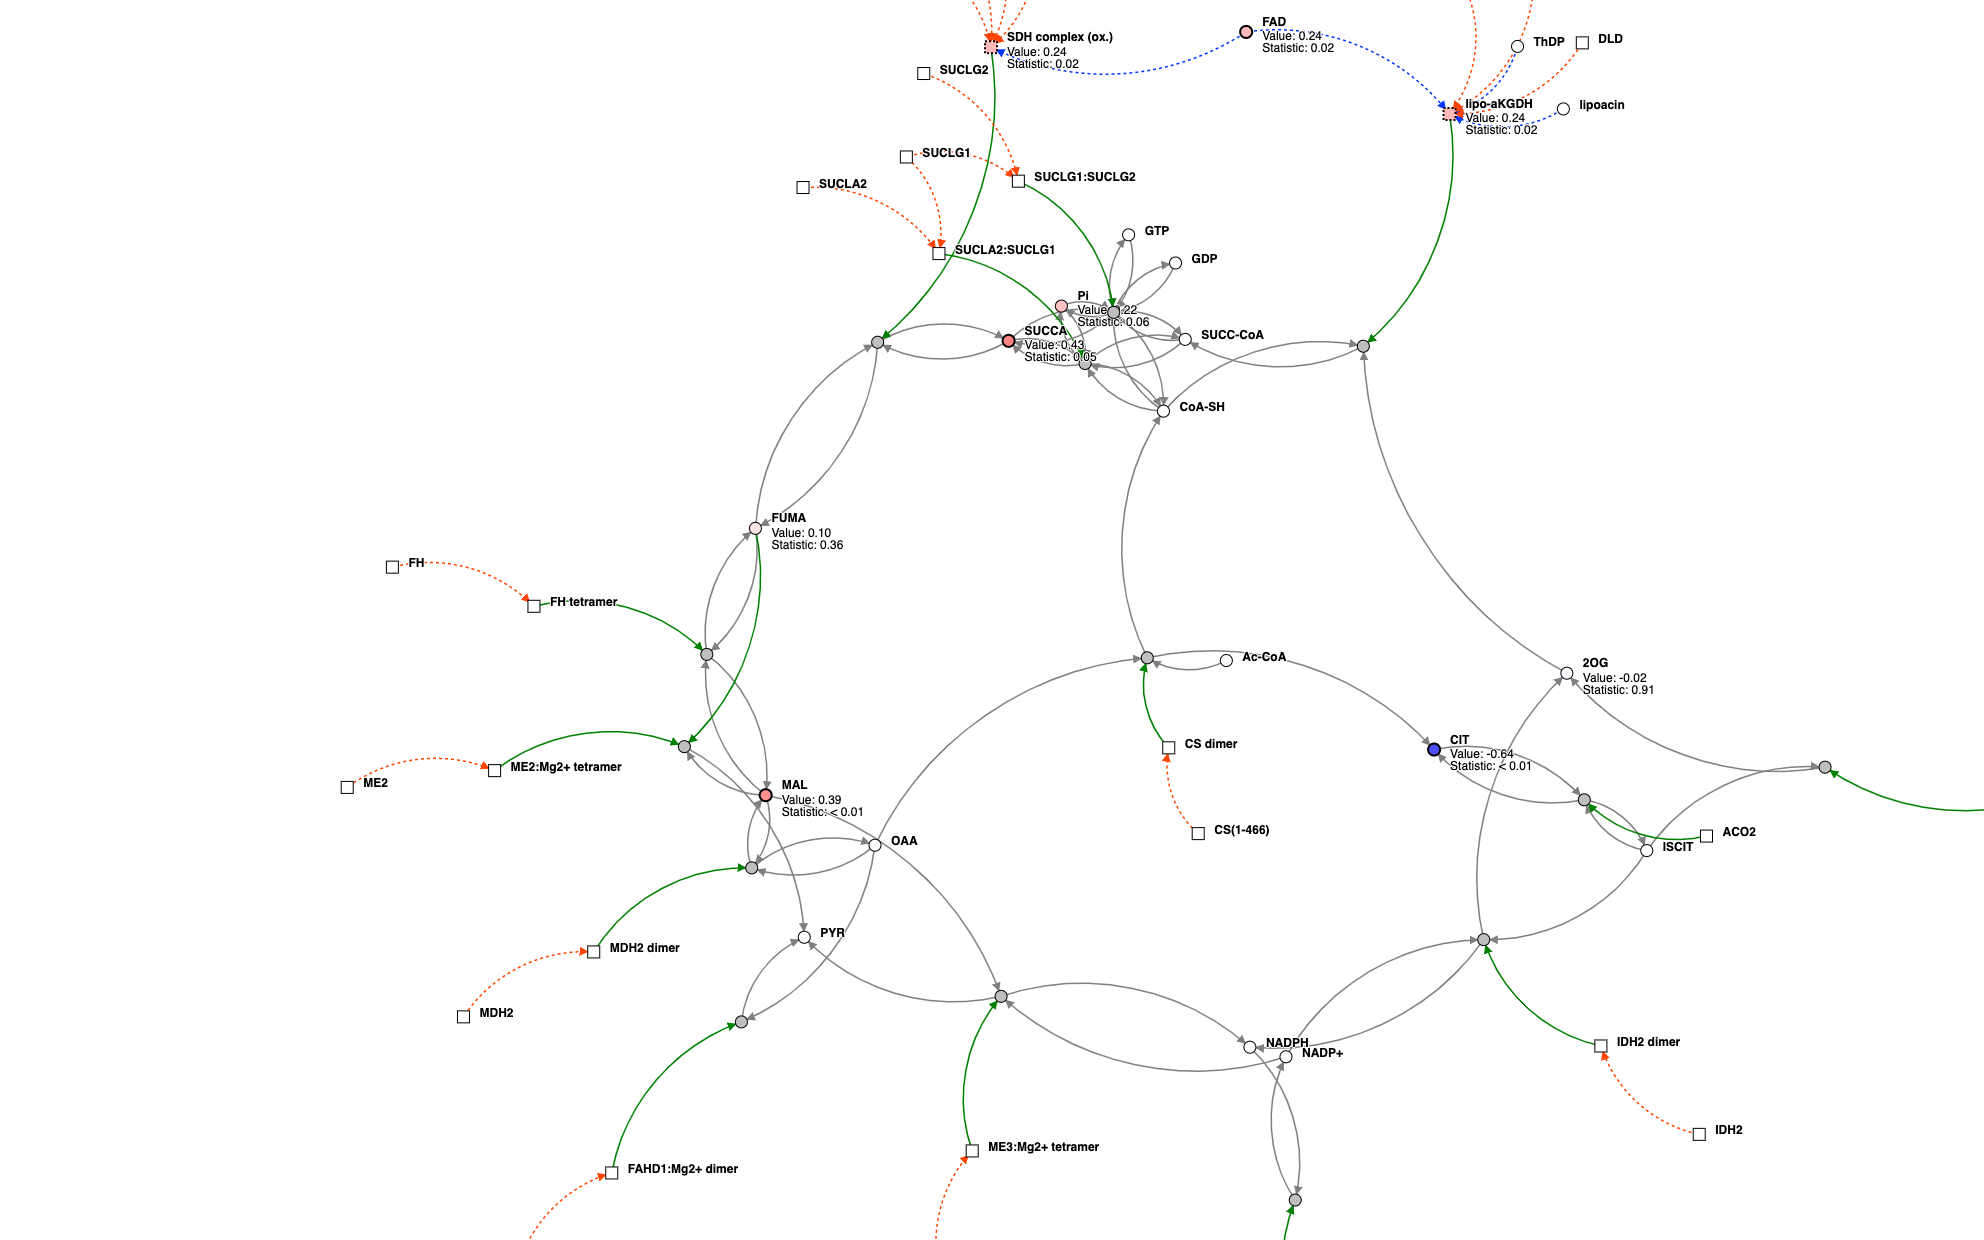 FAD
Value: 0.24
Statistic: 0.02
SDH complex (ox.)
Value: 0.24
Statistic: 0.02
ThDP
DLD
SUCLG2
lipo-aKGDH
Value: 0.24
Statistic: 0.02
lipoacin
SUCLG1
SUCLG1:SUCLG2
SUCLA2
SUCLA2:SUCLG1
GTP
GDP
Pi
Value: 0.22
Statistic: 0.06
SUCCA
Value: 0.43
Statistic: 0.05
SUCC-CoA
CoA-SH
FUMA
Value: 0.10
Statistic: 0.36
FH
FH tetramer
Ac-CoA
2OG
Value: -0.02
Statistic: 0.91
CS dimer
CIT
Value: -0.64
Statistic: < 0.01
ME2:Mg2+ tetramer
ME2
MAL
Value: 0.39
Statistic: < 0.01
CS(1-466)
ACO2
OAA
ISCIT
PYR
MDH2 dimer
MDH2
NADPH
NADP+
IDH2 dimer
IDH2
ME3:Mg2+ tetramer
FAHD1:Mg2+ dimer